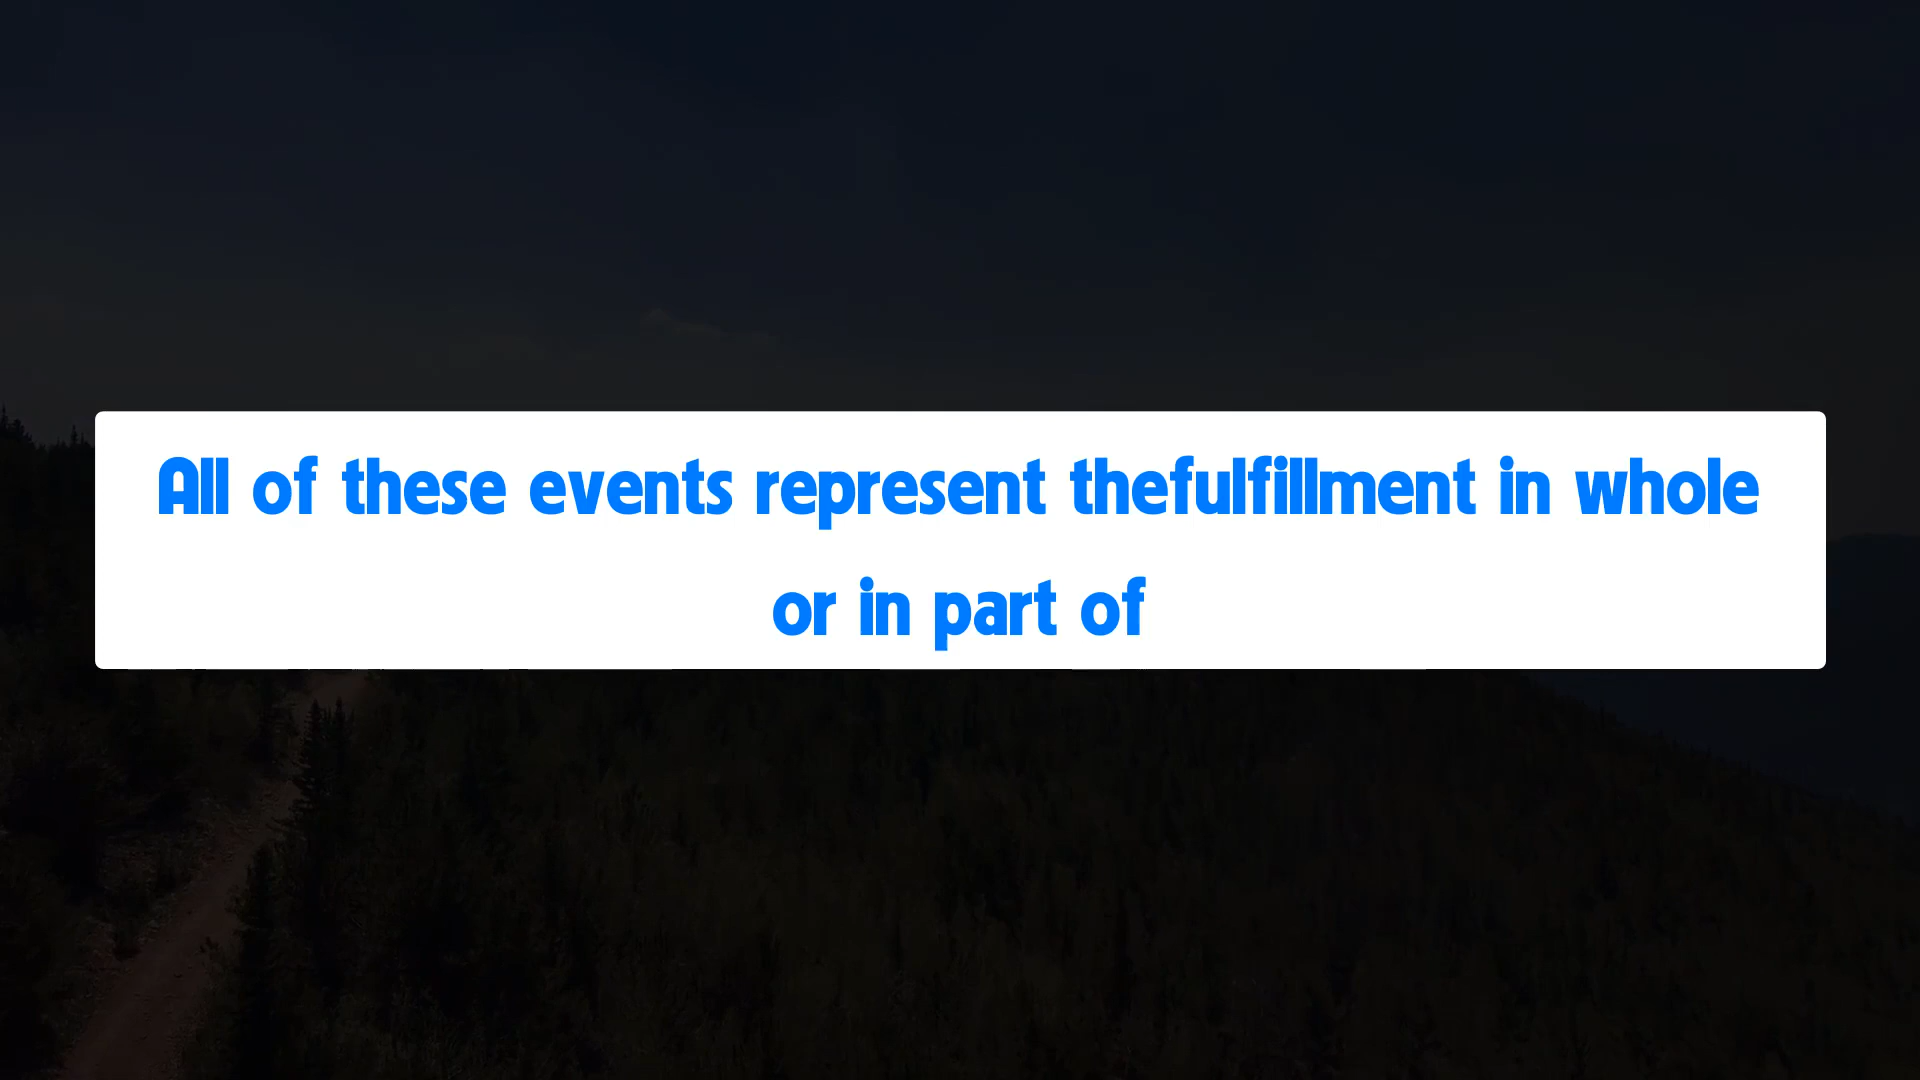 All of these events represent thefulfillment in whole
or in part of